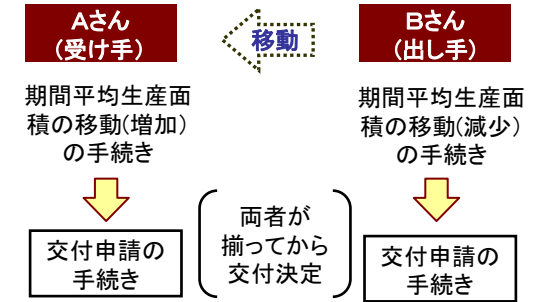 Aさん
(受け手)
移動
Bさん
(出し手)
期間平均生産面
積の移動(増加)
の手続き
期間平均生産面
積の移動(減少)
の手続き
交付申請の
手続き
両者が
揃ってから
交付決定
交付申請の
手続き